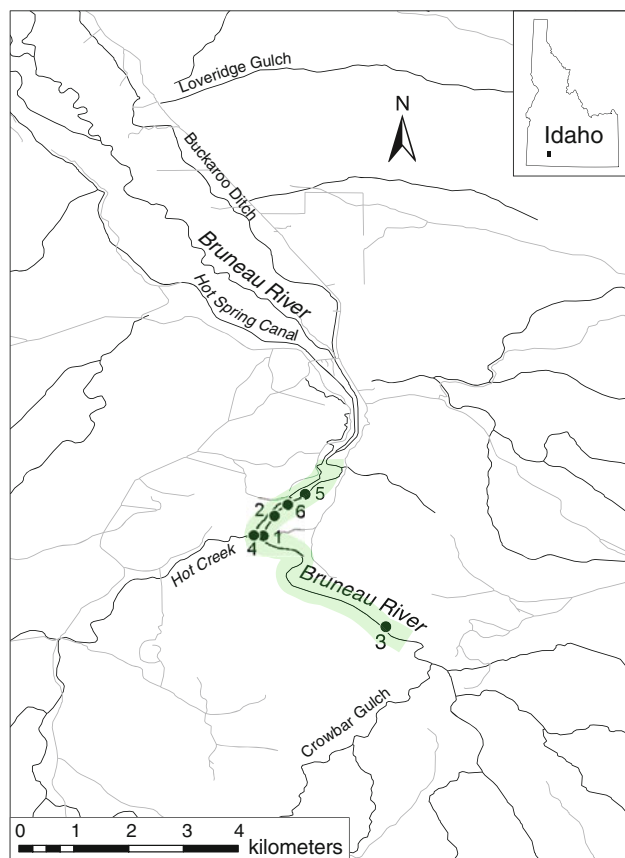 Loveridge Gulch
N
Idaho
Buckaroo Ditch
Bruneau River
Hot Spring Canal
5
2
6
4
1
Hot Creek
Bruneau River
3
Crowbar Gulch
0 1 2 3 4
kilometers